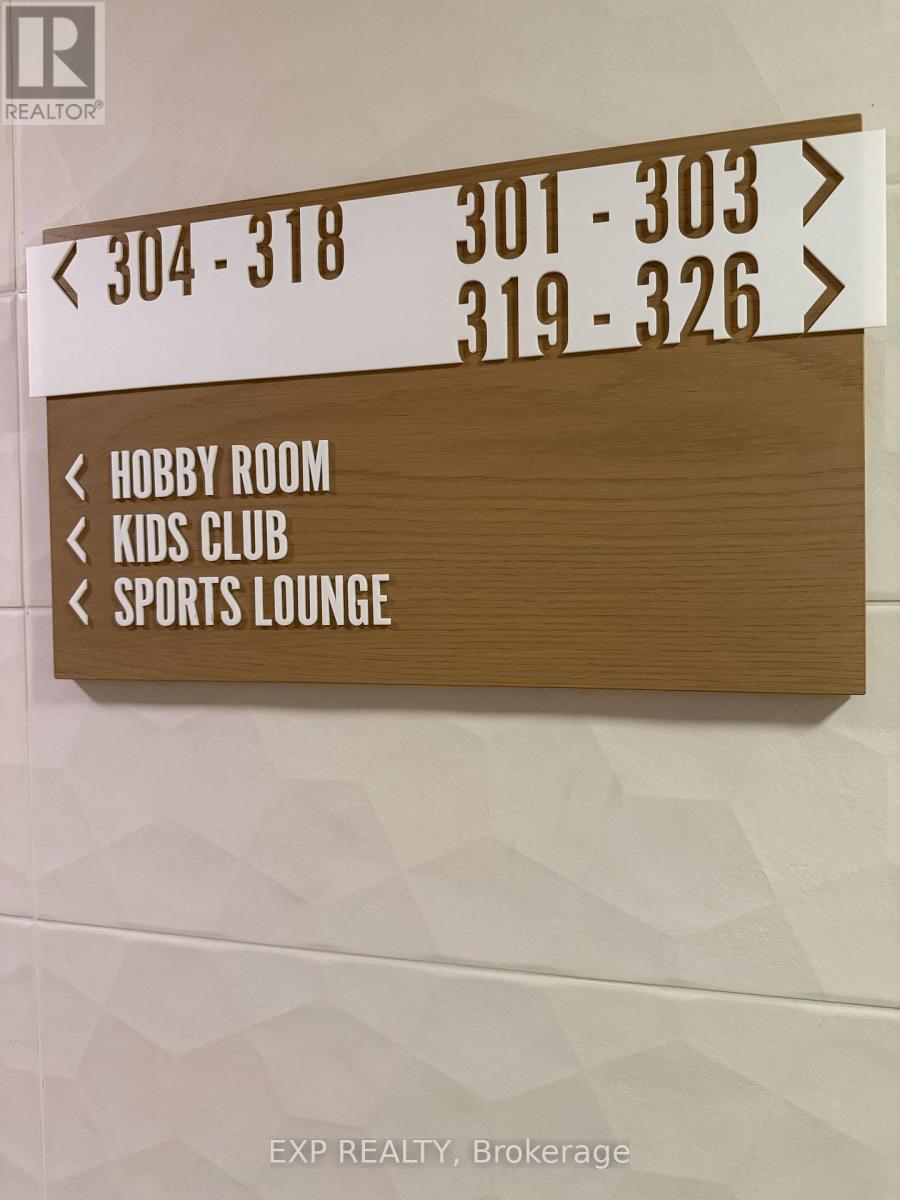 REALTOR®
< 304 - 318
301 - 303 >
319 - 326 >
< HOBBY ROOM
< KIDS CLUB
< SPORTS LOUNGE
EXP REALTY, Brokerage